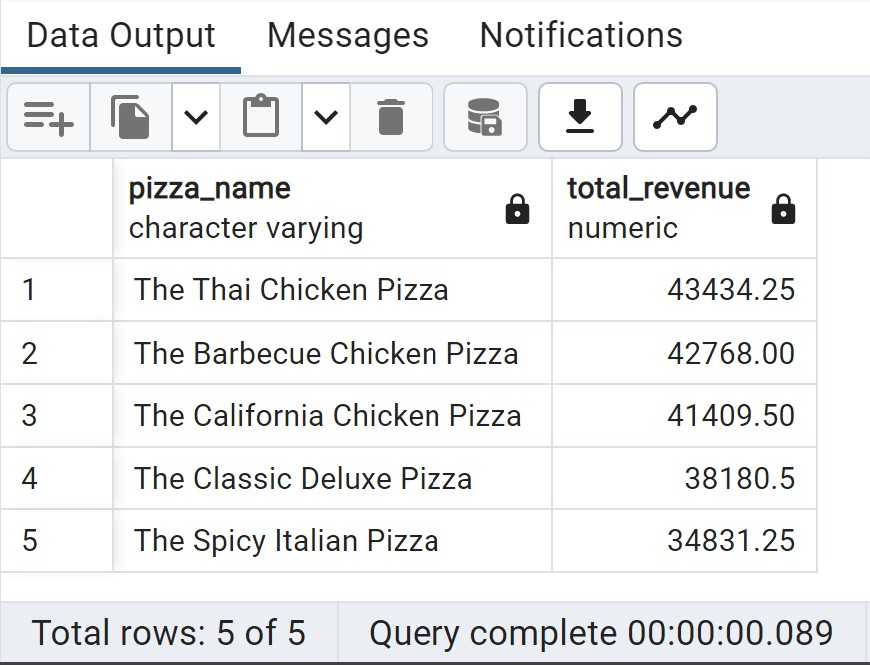 Data Output Messages Notifications
pizza_name total_revenue
character varying numeric
1 The Thai Chicken Pizza 43434.25
2 The Barbecue Chicken Pizza 42768.00
3 The California Chicken Pizza 41409.50
4 The Classic Deluxe Pizza 38180.5
5 The Spicy Italian Pizza 34831.25
Total rows: 5 of 5 Query complete 00:00:00.089